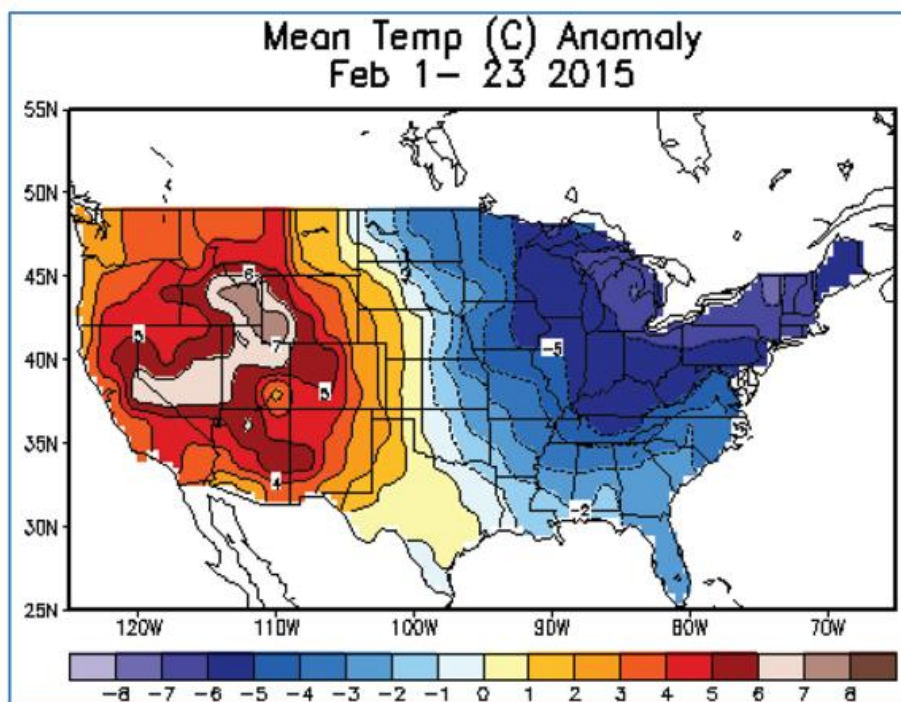 Mean Temp (C) Anomaly
Feb 1- 23 2015
55N
50N
45N
40N
35N
30N
25N
6
5
7
-5
5
4
-2
120W 110W 100W 90W 80W 70W
-8 -7 -6 -5 -4 -3 -2 -1 0 1 2 3 4 5 6 7 8